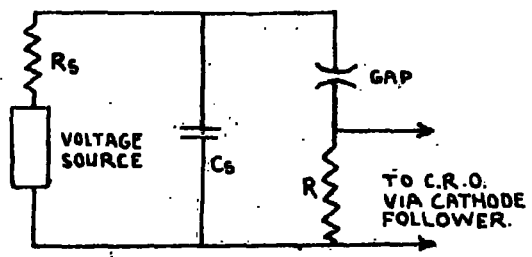 Rs
GAP
VOLTAGE
SOURCE
Cs
R
TO C.R.O.
VIA CATHODE
FOLLOWER.